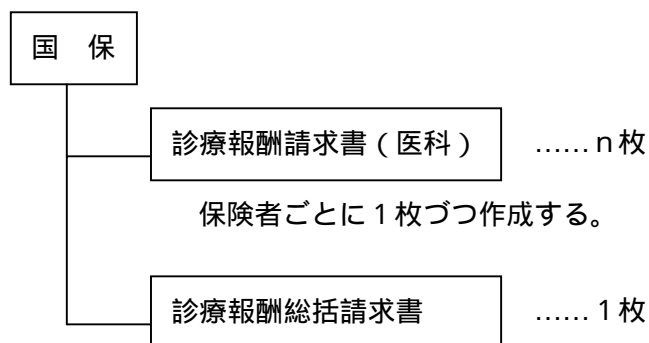 国　保
診療報酬請求書（医科）　……ｎ枚
保険者ごとに１枚づつ作成する。
診療報酬総括請求書　……１枚